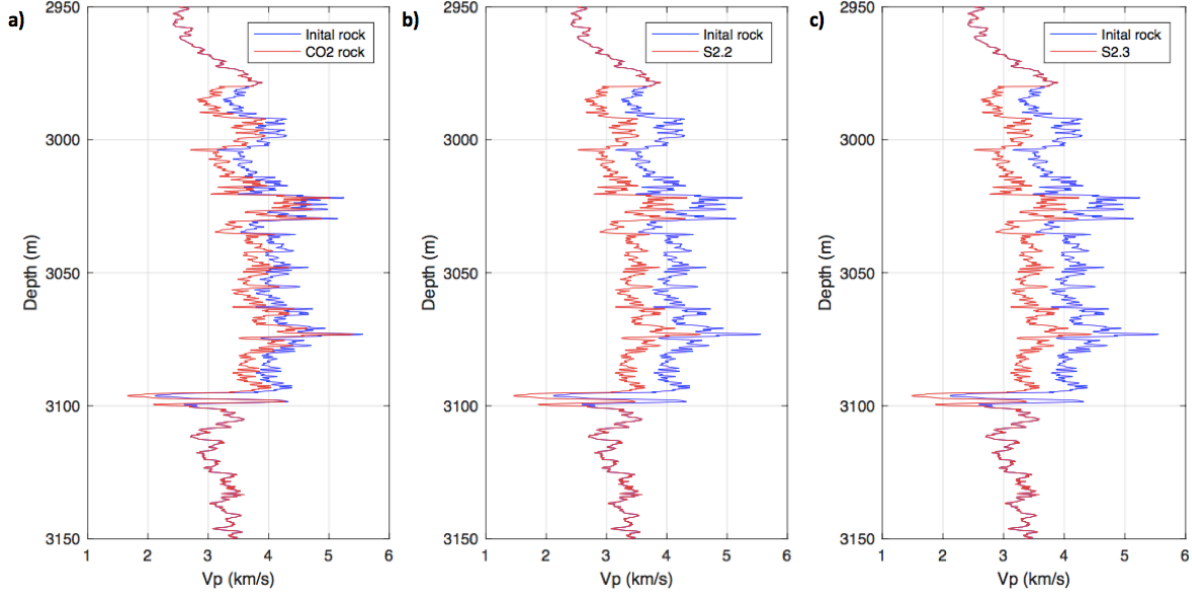 a)
2950
3000
3050
3100
3150
Depth (m)
1 2 3 4 5 6
Vp (km/s)
Inital rock
CO2 rock
b)
2950
3000
3050
3100
3150
Depth (m)
1 2 3 4 5 6
Vp (km/s)
Inital rock
S2.2
c)
2950
3000
3050
3100
3150
Depth (m)
1 2 3 4 5 6
Vp (km/s)
Inital rock
S2.3